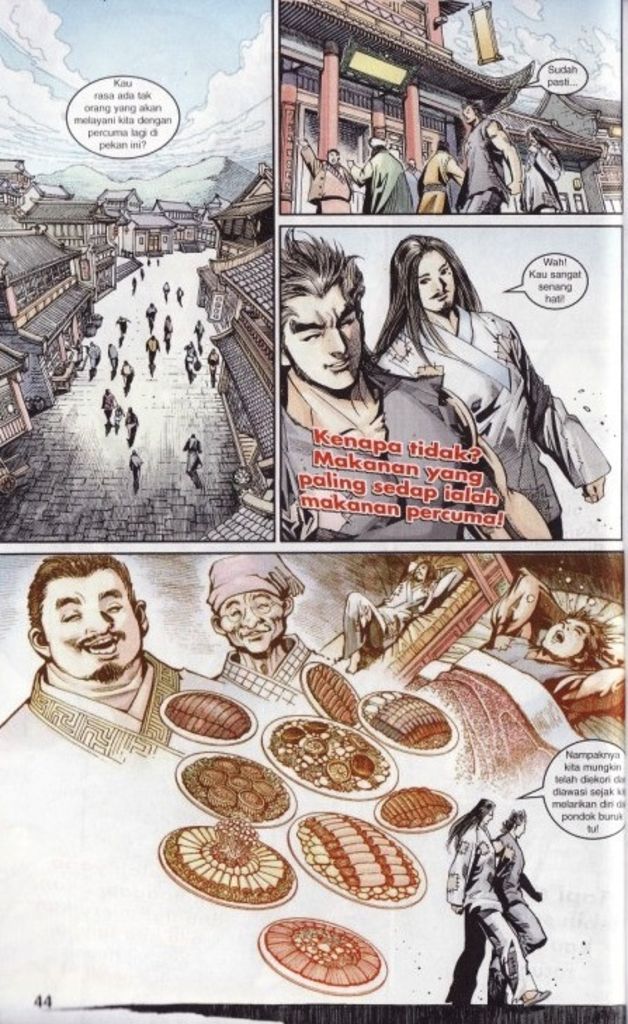 Kau
rasa ada tak
orang yang akan
melayani kita dengan
percuma lagi di
pekan ini?
Sudah
pasti...
Wah!
Kau sangat
senang
hati!
Kenapa tidak?
Makanan yang
paling sedap ialah
makanan percuma!
Nampaknya
kita mungkin
telah diekori
diawasi sejak
melarikan diri
pondok buruk
tu!
44